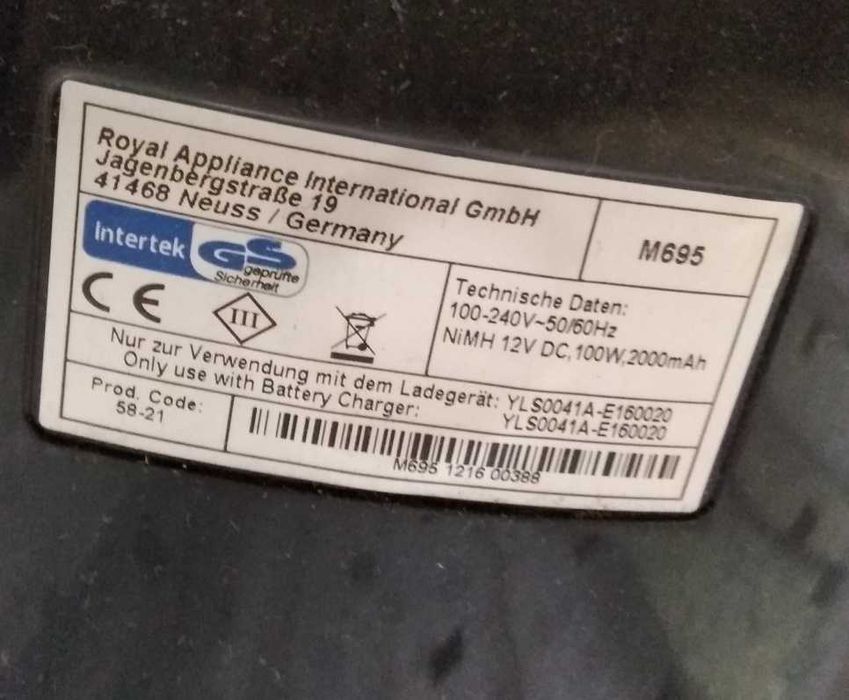 Royal Appliance International GmbH
Jagenbergstraße 19
41468 Neuss / Germany
M695
Intertek
GS
geprüfte
Sicherheit
CE
III
Technische Daten:
100-240V~50/60Hz
NiMH 12V DC,100W,2000mAh
Nur zur Verwendung mit dem Ladegerät: YLS0041A-E160020
Only use with Battery Charger: YLS0041A-E160020
Prod. Code:
58-21
M695 1216 00388